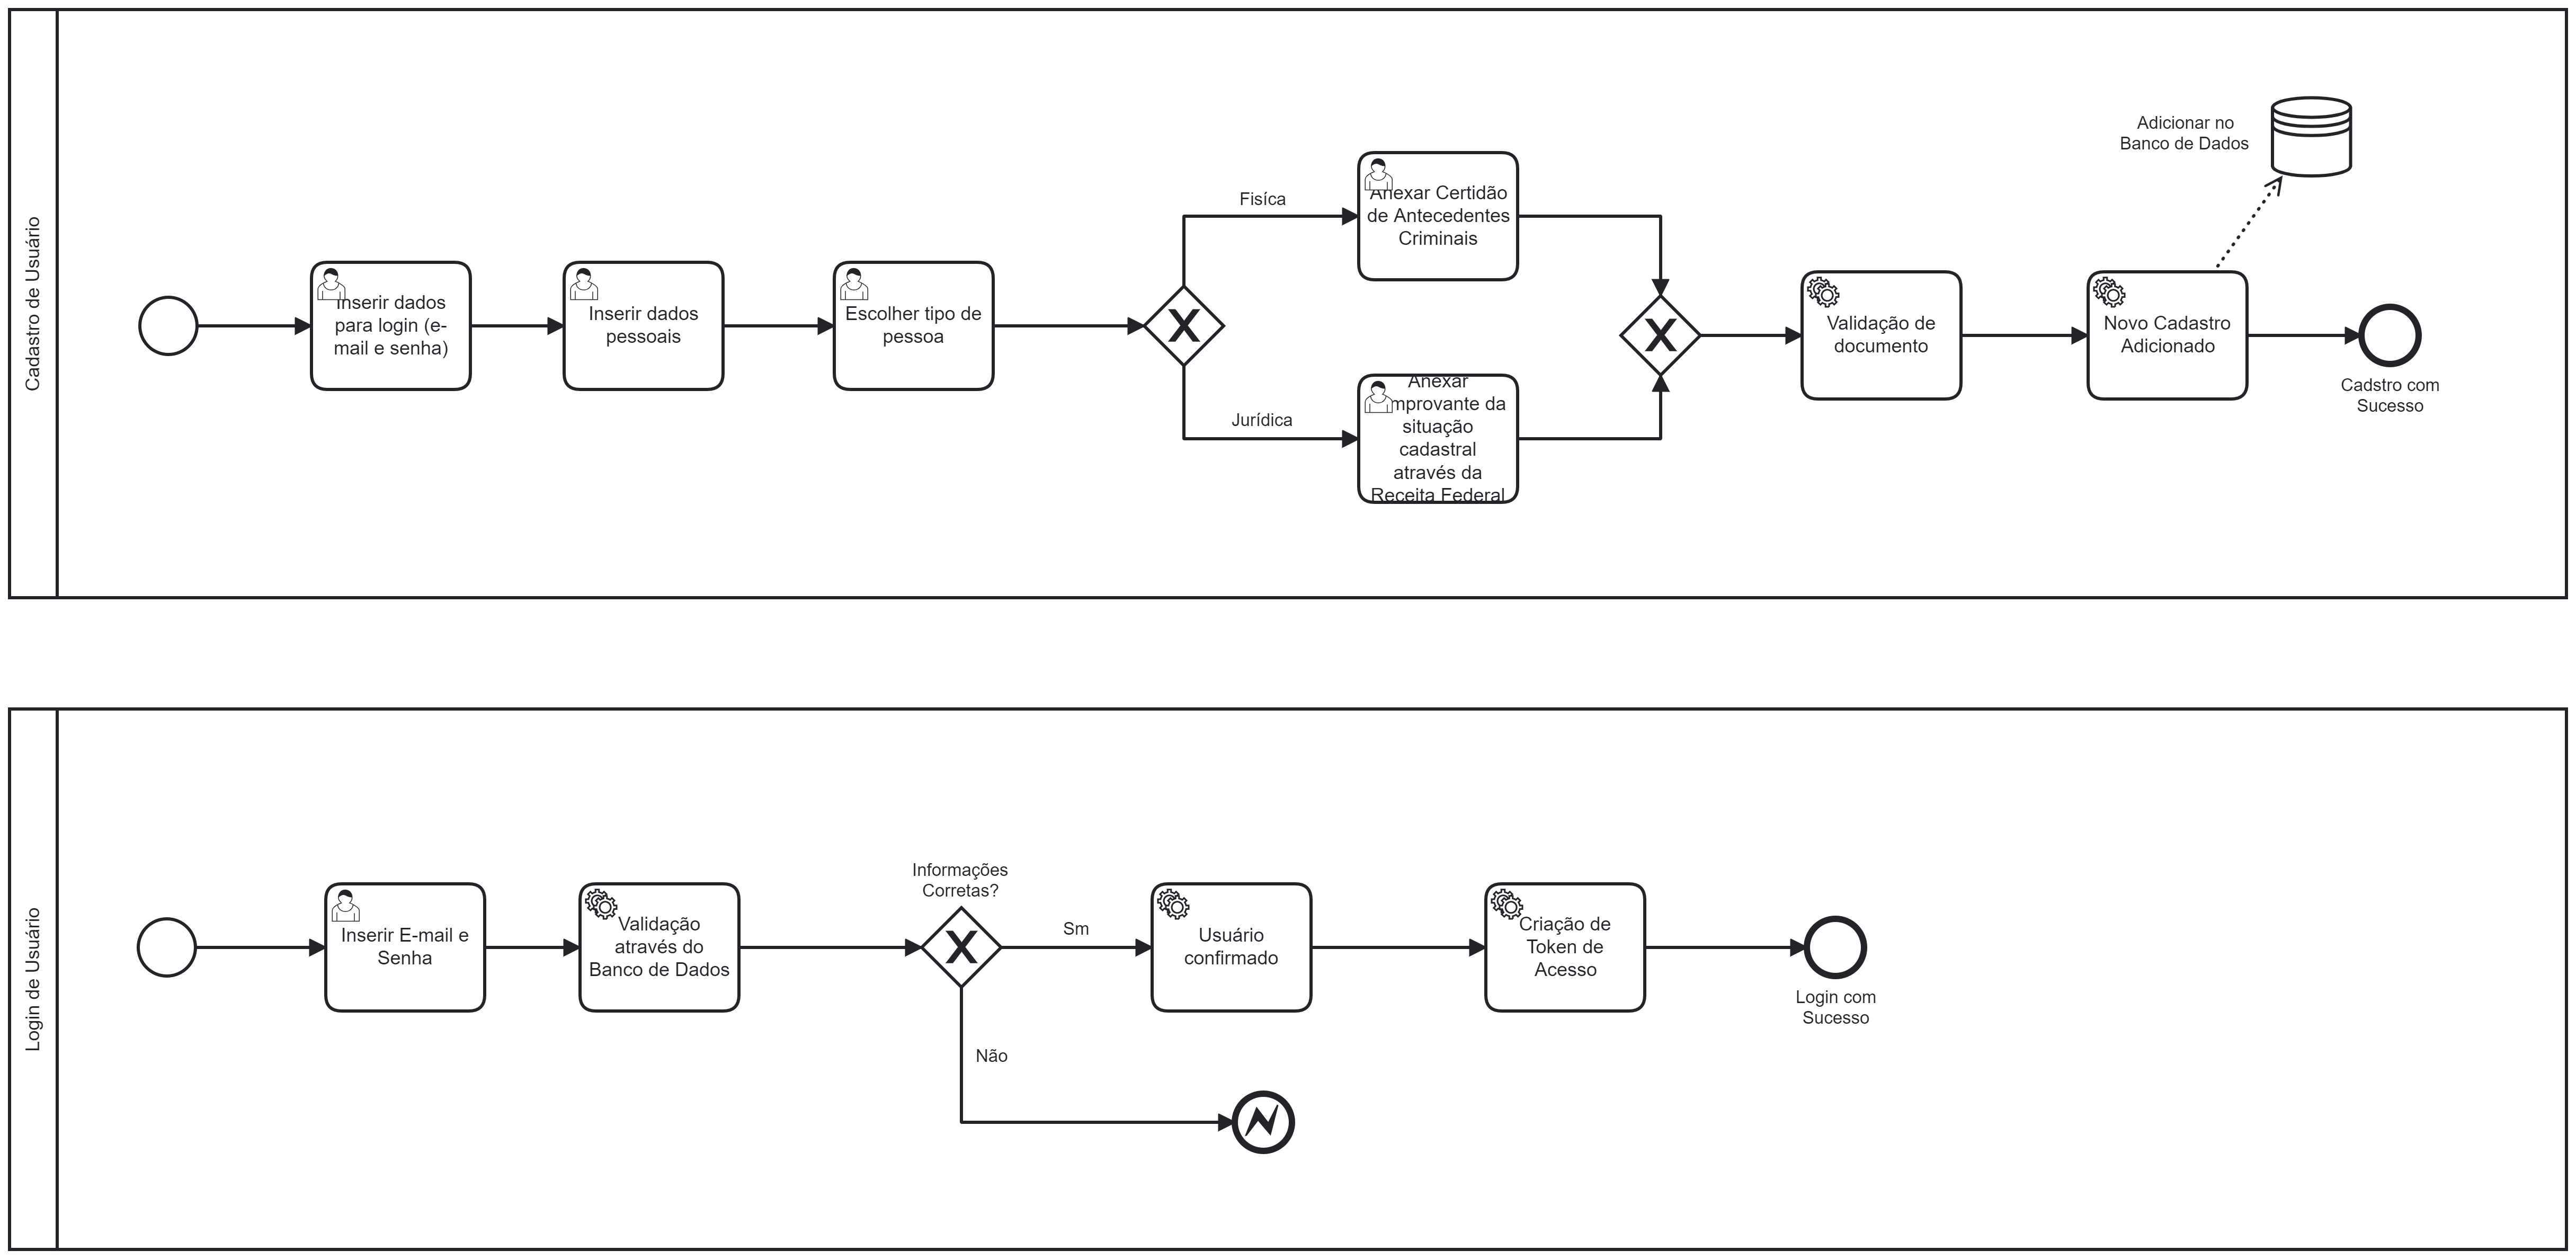 Cadastro de Usuário
Inserir dados
para login (e-
mail e senha)
Inserir dados
pessoais
Escolher tipo de
pessoa
Fisíca
Jurídica
Anexar Certidão
de Antecedentes
Criminais
Anexar
mprovante da
situação
cadastral
através da
Receita Federal
Validação de
documento
Novo Cadastro
Adicionado
Adicionar no
Banco de Dados
Cadstro com
Sucesso
Login de Usuário
Inserir E-mail e
Senha
Validação
através do
Banco de Dados
Informações
Corretas?
Sm
Não
Usuário
confirmado
Criação de
Token de
Acesso
Login com
Sucesso